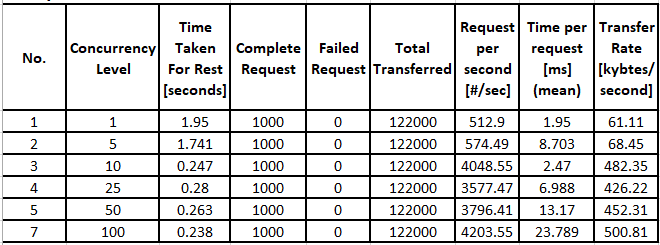 No. Concurrency Level Time Taken For Rest [seconds] Complete Request Failed Request Total Transferred Request per second [#/sec] Time per request [ms] (mean) Transfer Rate [kybtes/ second]
1 1 1.95 1000 0 122000 512.9 1.95 61.11
2 5 1.741 1000 0 122000 574.49 8.703 68.45
3 10 0.247 1000 0 122000 4048.55 2.47 482.35
4 25 0.28 1000 0 122000 3577.47 6.988 426.22
5 50 0.263 1000 0 122000 3796.41 13.17 452.31
7 100 0.238 1000 0 122000 4203.55 23.789 500.81